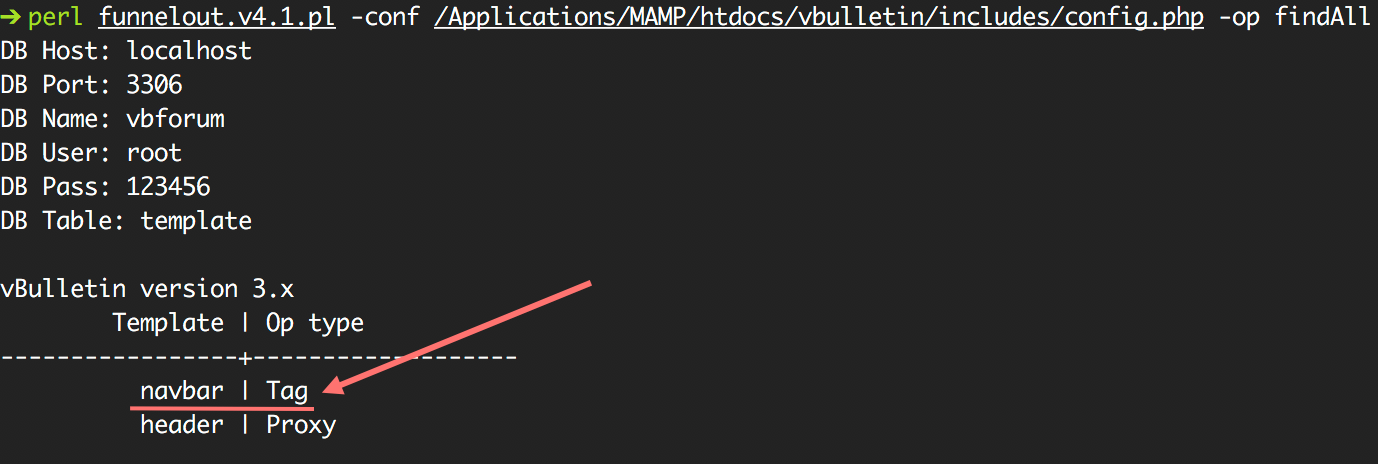 ➜ perl funnelout.v4.1.pl -conf /Applications/MAMP/htdocs/vbulletin/includes/config.php -op findAll
DB Host: localhost
DB Port: 3306
DB Name: vbforum
DB User: root
DB Pass: 123456
DB Table: template
vBulletin version 3.x
Template | Op type
-----------------+-------------------
navbar | Tag
header | Proxy